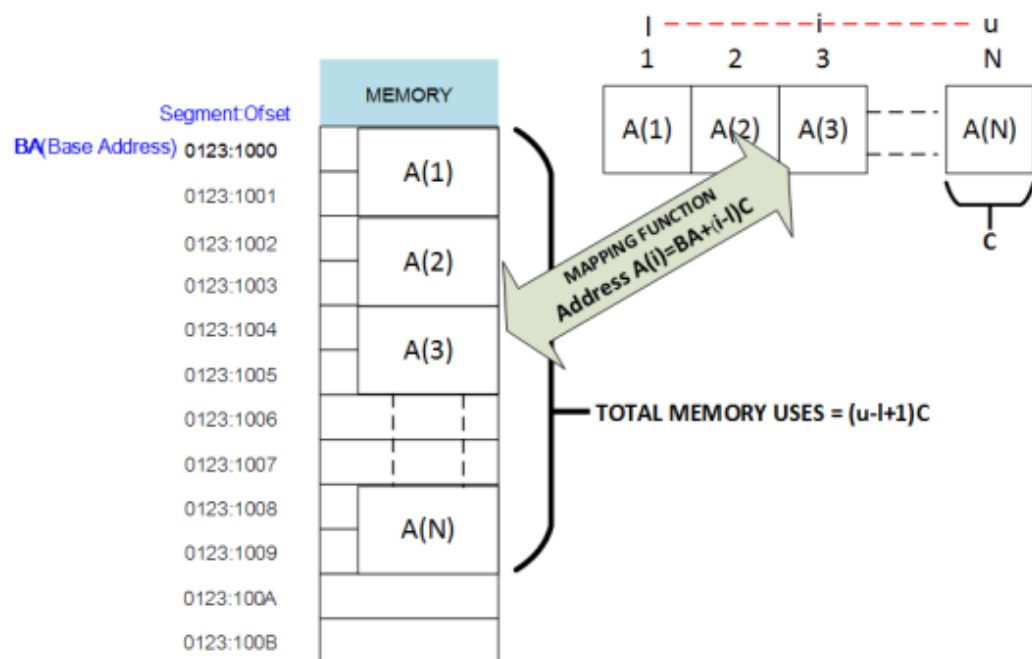 l i u
1 2 3 N
MEMORY
Segment:Ofset
A(1) A(2) A(3) A(N)
BA(Base Address) 0123:1000
A(1)
0123:1001
C
MAPPING FUNCTION
Address A(i)=BA+(i-l)C
0123:1002
A(2)
0123:1003
0123:1004
A(3)
0123:1005
0123:1006
TOTAL MEMORY USES = (u-l+1)C
0123:1007
0123:1008
A(N)
0123:1009
0123:100A
0123:100B